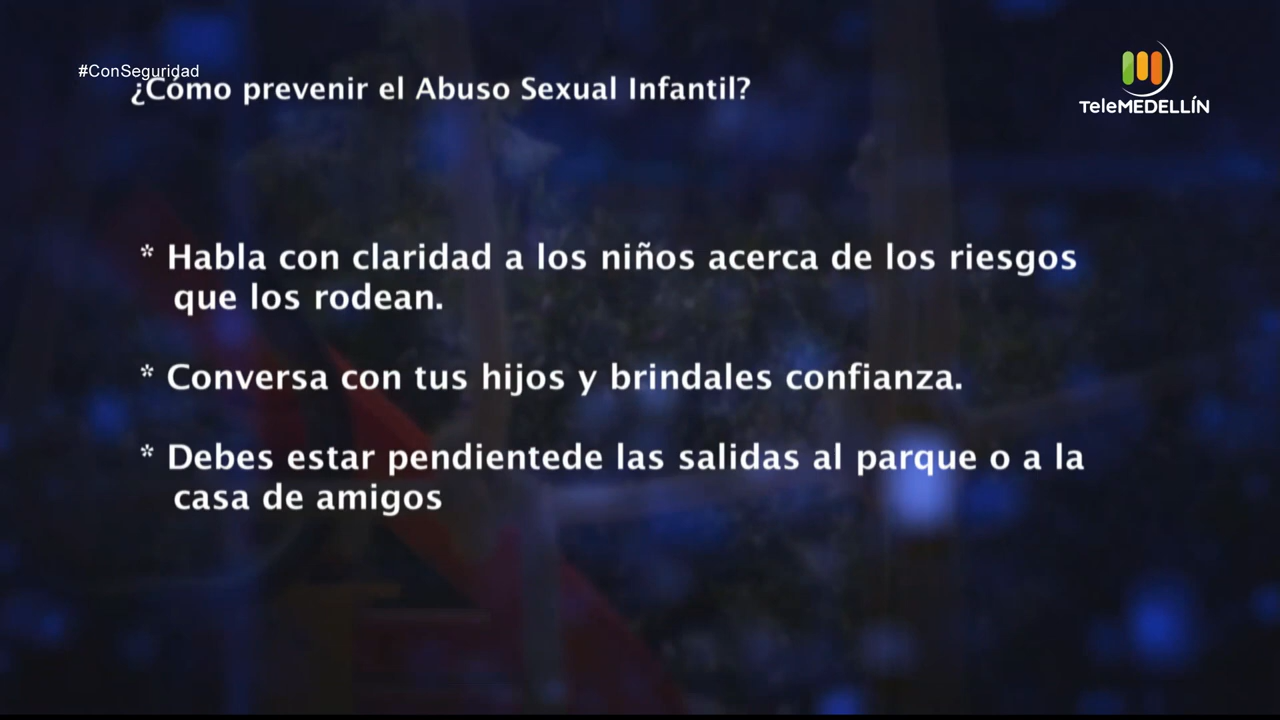 #ConSeguridad
¿Cómo prevenir el Abuso Sexual Infantil?
TeleMEDELLÍN
* Habla con claridad a los niños acerca de los riesgos
que los rodean.
* Conversa con tus hijos y brindales confianza.
* Debes estar pendientede las salidas al parque o a la
casa de amigos